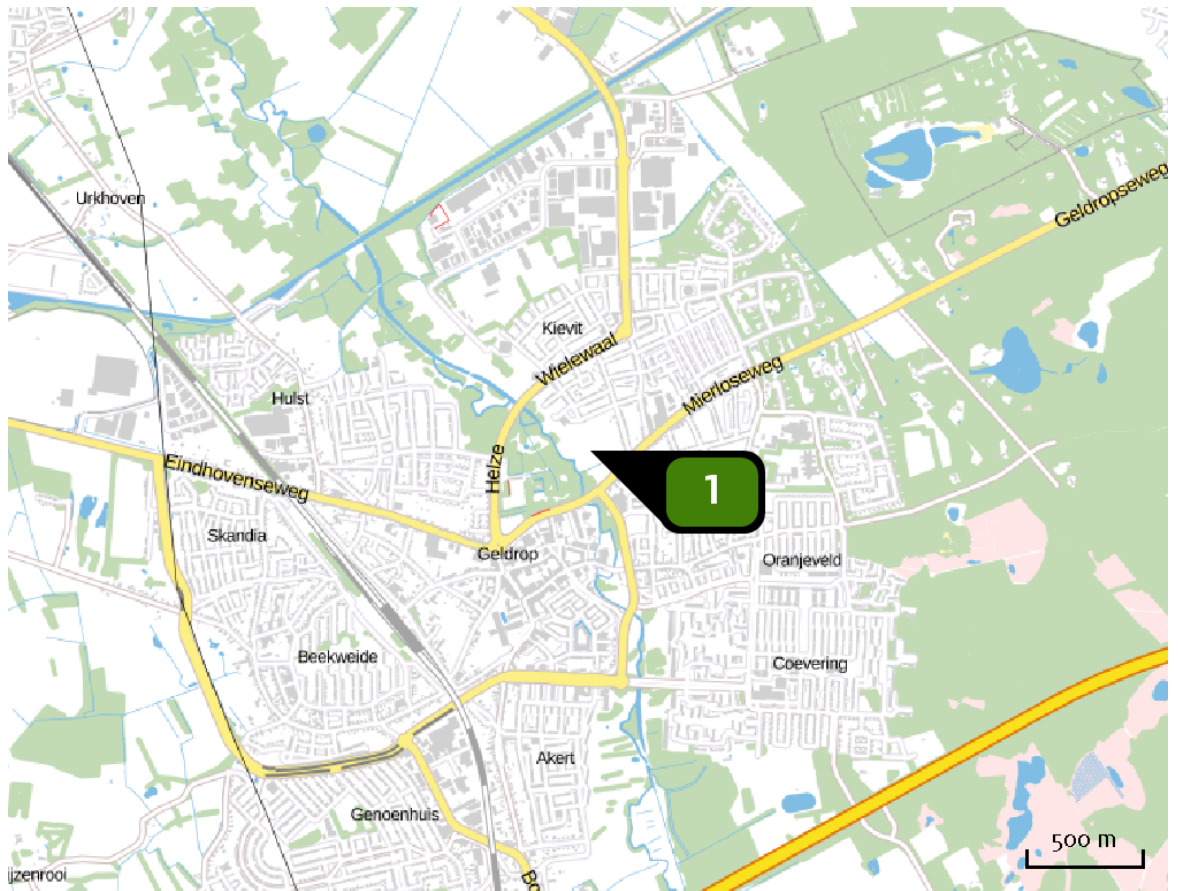 Urkhoven
Geldropseweg
Kievit
Wielewaal
Mierloseweg
Hulst
Helze
Eindhovenseweg
1
Skandia
Geldrop
Oranjeveld
Beekweide
Coevering
Akert
Genoenhuis
500 m
ijzenrooi
Bo